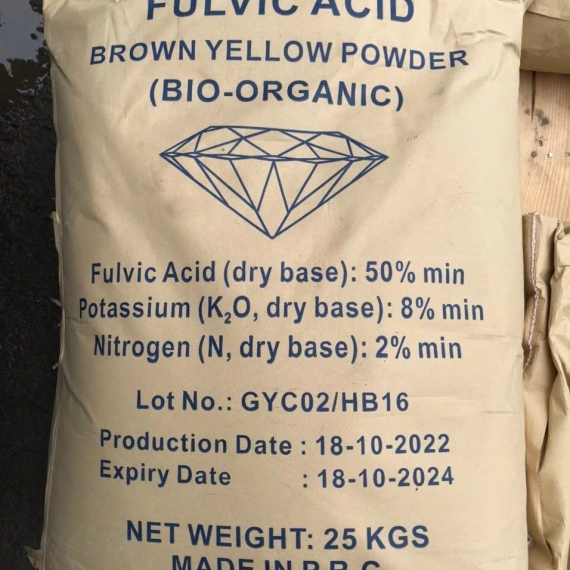 FULVIC ACID
BROWN YELLOW POWDER
(BIO-ORGANIC)
Fulvic Acid (dry base): 50% min
Potassium (K₂O, dry base): 8% min
Nitrogen (N, dry base): 2% min
Lot No.: GYC02/HB16
Production Date : 18-10-2022
Expiry Date : 18-10-2024
NET WEIGHT: 25 KGS
MADE IN P.R.C